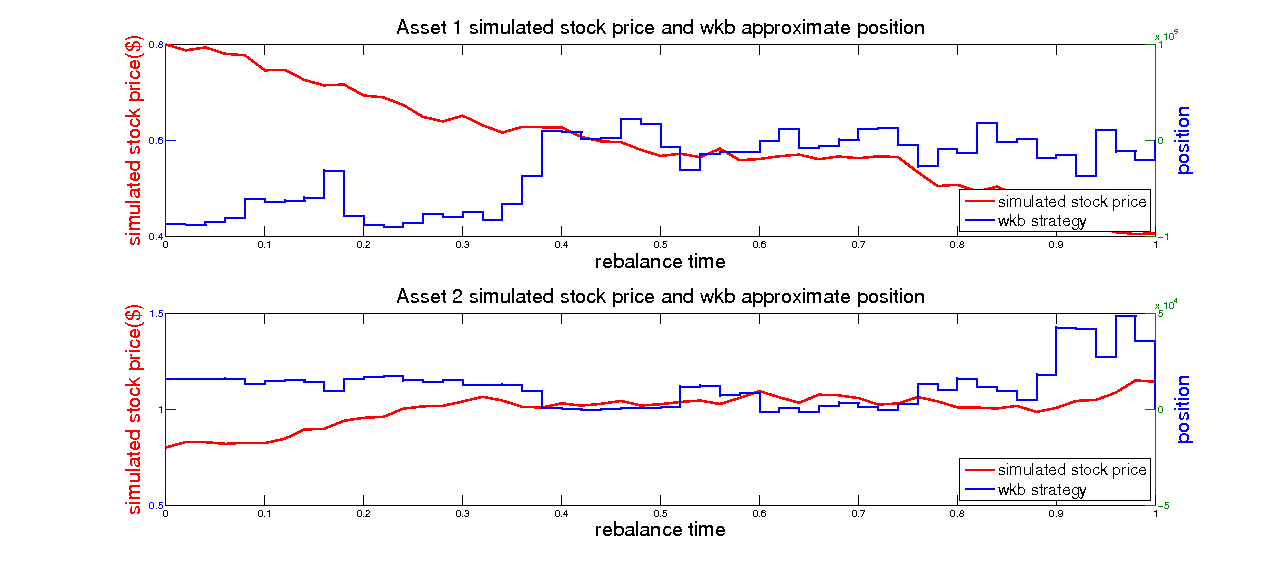 Asset 1 simulated stock price and wkb approximate position
x 10^5
simulated stock price($)
0.8
0.6
0.4
1
0
-1
position
simulated stock price
wkb strategy
0 0.1 0.2 0.3 0.4 0.5 0.6 0.7 0.8 0.9 1
rebalance time
Asset 2 simulated stock price and wkb approximate position
x 10^4
simulated stock price($)
1.5
1
0.5
5
0
-5
position
simulated stock price
wkb strategy
0 0.1 0.2 0.3 0.4 0.5 0.6 0.7 0.8 0.9 1
rebalance time